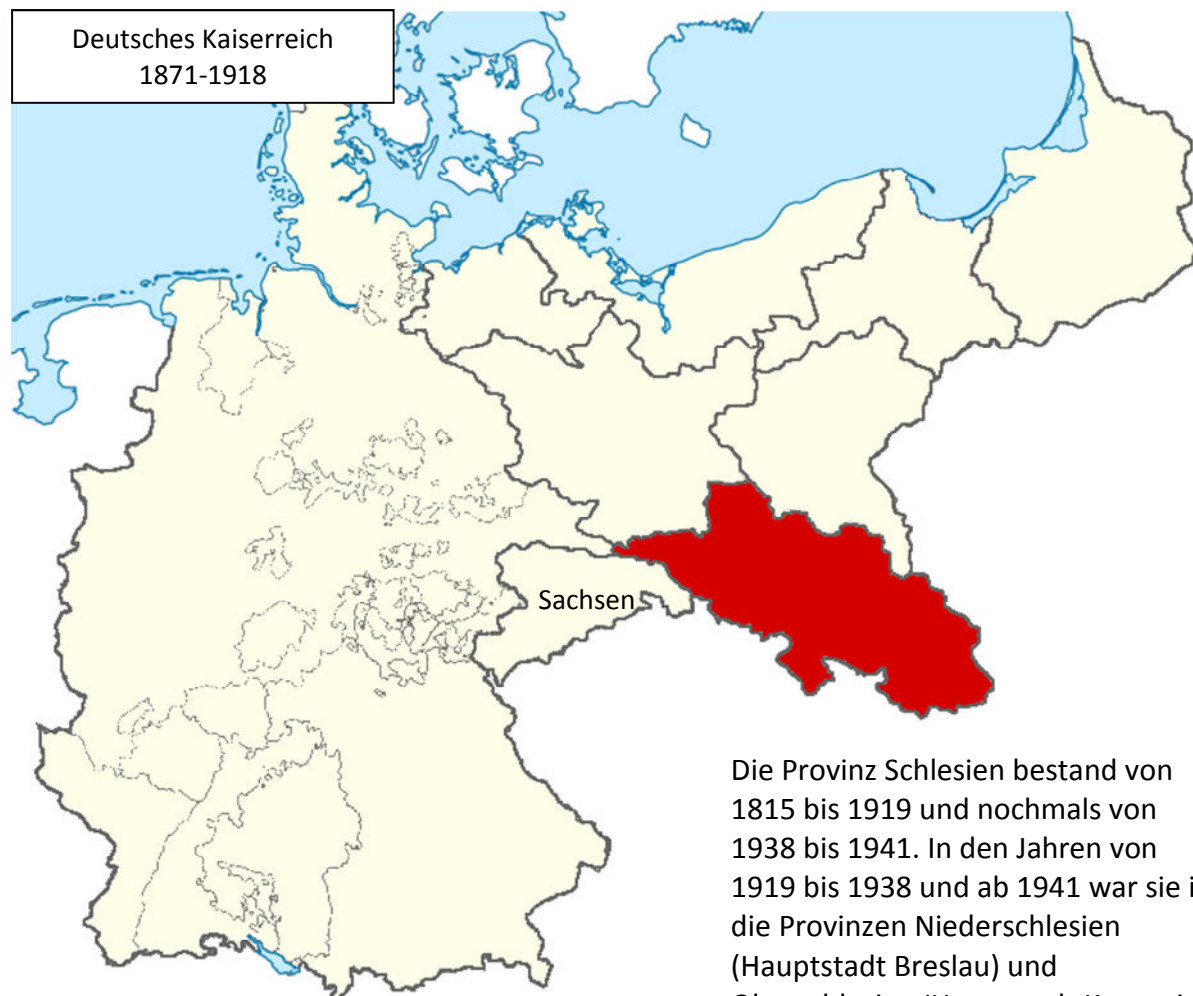 Deutsches Kaiserreich
1871-1918
Sachsen
Die Provinz Schlesien bestand von
1815 bis 1919 und nochmals von
1938 bis 1941. In den Jahren von
1919 bis 1938 und ab 1941 war sie
die Provinzen Niederschlesien
(Hauptstadt Breslau) und